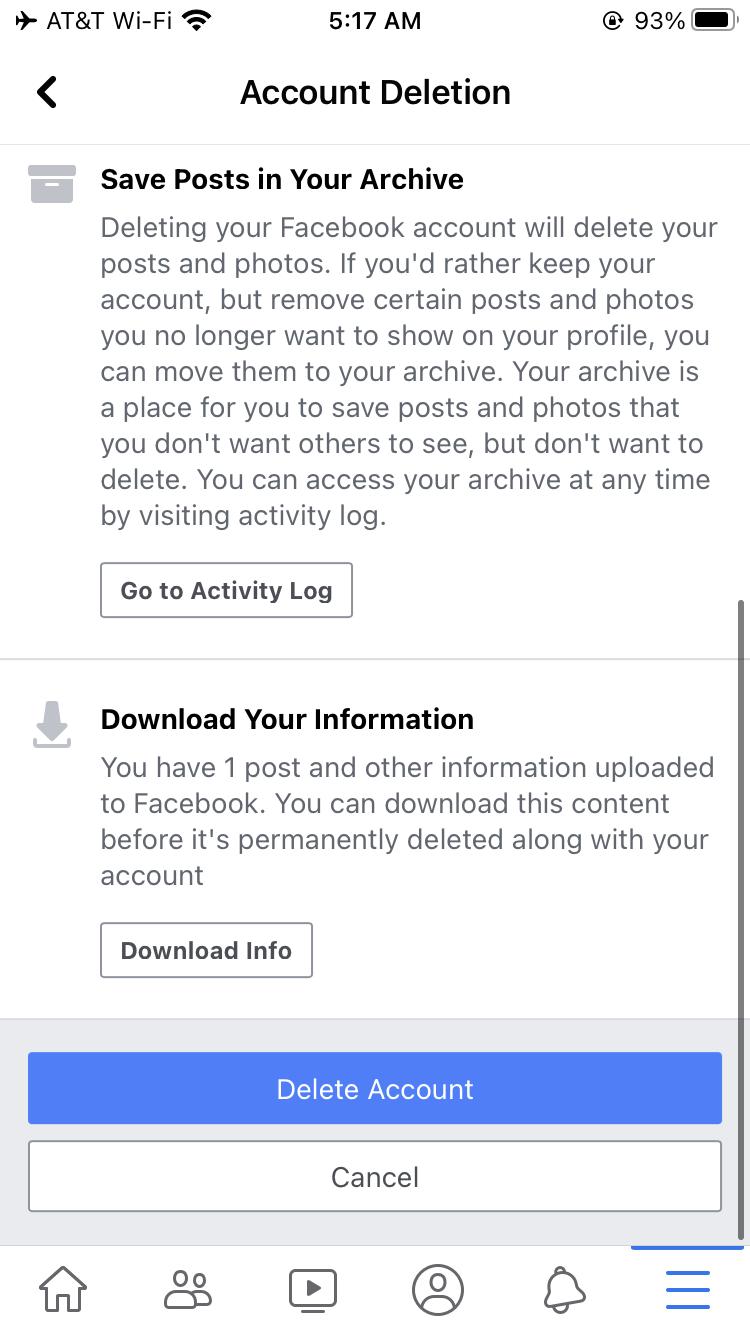 AT&T Wi-Fi 5:17 AM 93%
Account Deletion
Save Posts in Your Archive
Deleting your Facebook account will delete your
posts and photos. If you'd rather keep your
account, but remove certain posts and photos
you no longer want to show on your profile, you
can move them to your archive. Your archive is
a place for you to save posts and photos that
you don't want others to see, but don't want to
delete. You can access your archive at any time
by visiting activity log.
Go to Activity Log
Download Your Information
You have 1 post and other information uploaded
to Facebook. You can download this content
before it's permanently deleted along with your
account
Download Info
Delete Account
Cancel